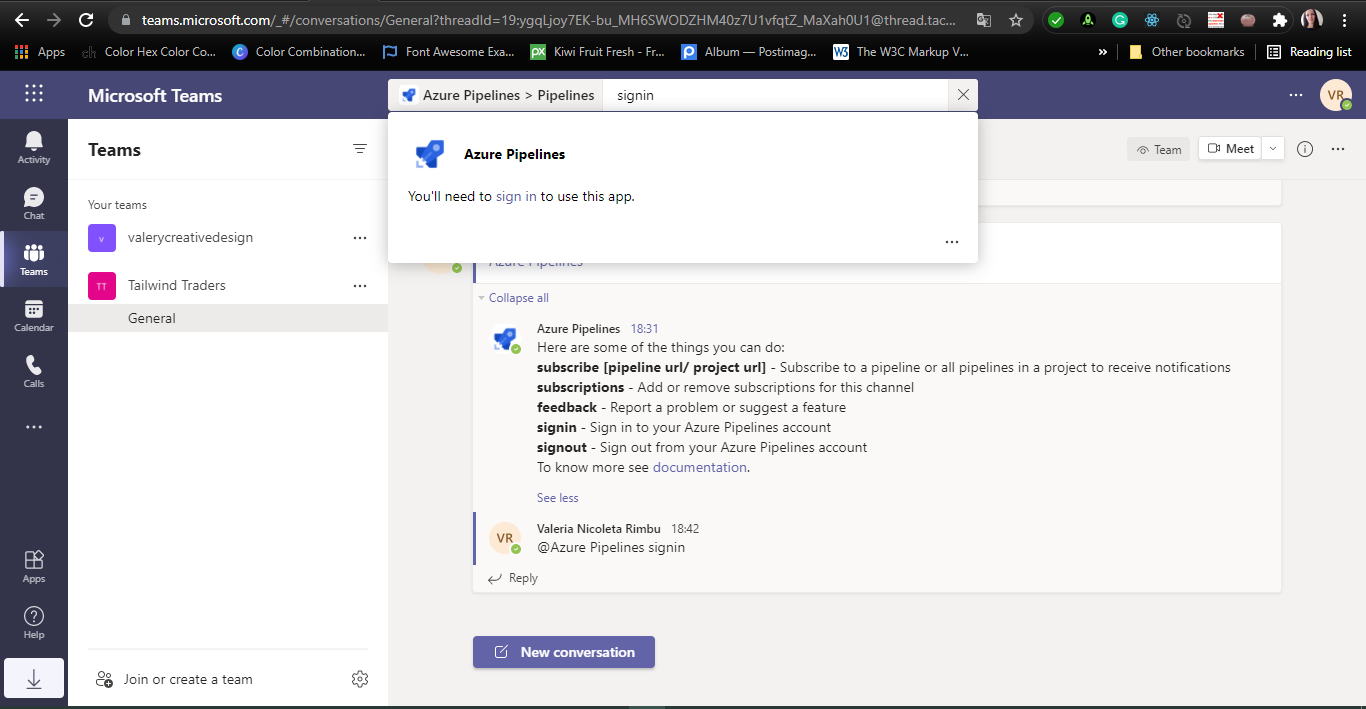 teams.microsoft.com/_#/conversations/General?threadId=19:ygqLjoy7EK-bu_MH6SWODZHM40z7U1vfqtZ_MaXah0U1@thread.tac...
Apps
Color Hex Color Co...
Color Combination...
Font Awesome Exa...
Kiwi Fruit Fresh - Fr...
Album — Postimag...
The W3C Markup V...
»
Other bookmarks
Reading list
Microsoft Teams
Azure Pipelines > Pipelines
signin
VR
Activity
Chat
Teams
Calendar
Calls
Apps
Help
Teams
Your teams
v
valerycreativedesign
TT
Tailwind Traders
General
Join or create a team
Azure Pipelines
You'll need to sign in to use this app.
Team
Meet
Azure Pipelines
Collapse all
Azure Pipelines 18:31
Here are some of the things you can do:
subscribe [pipeline url/ project url] - Subscribe to a pipeline or all pipelines in a project to receive notifications
subscriptions - Add or remove subscriptions for this channel
feedback - Report a problem or suggest a feature
signin - Sign in to your Azure Pipelines account
signout - Sign out from your Azure Pipelines account
To know more see documentation.
See less
VR
Valeria Nicoleta Rimbu 18:42
@Azure Pipelines signin
Reply
New conversation